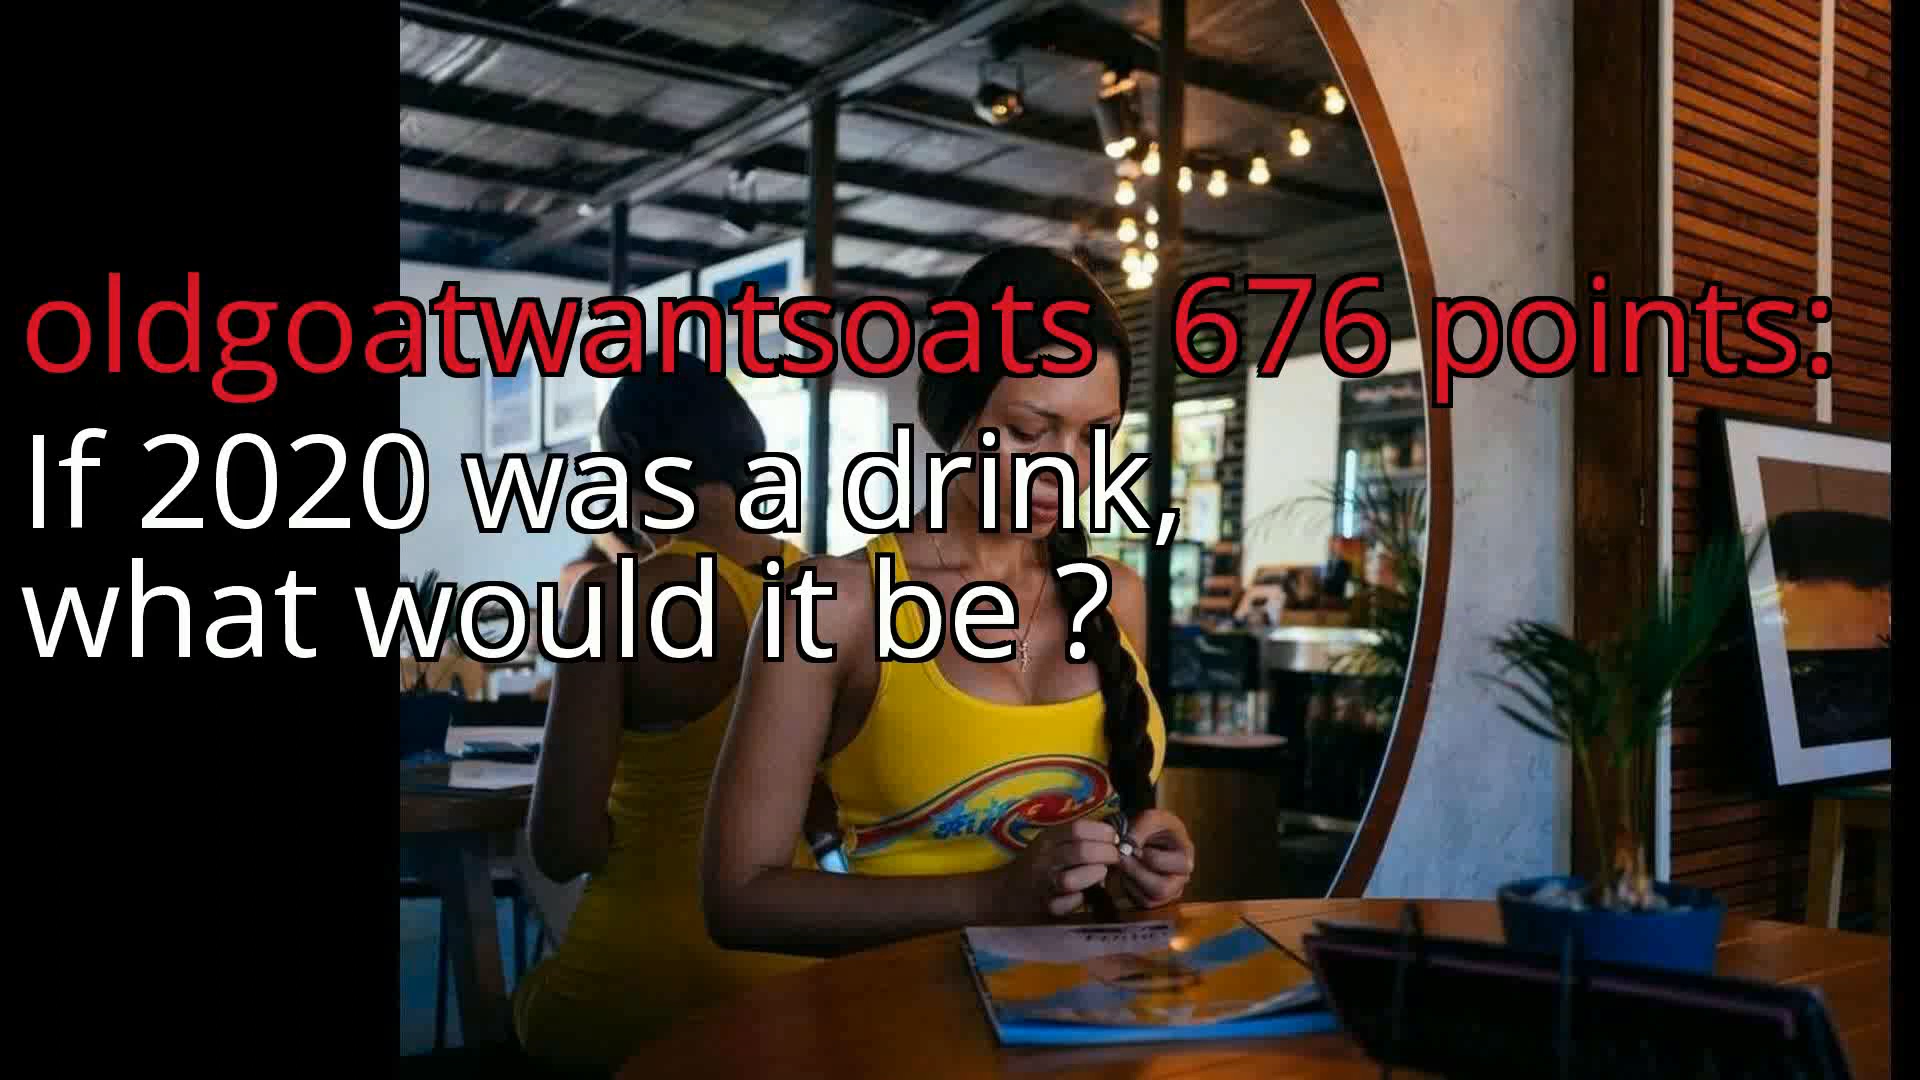 oldgoatwantsoats 676 points:
If 2020 was a drink,
what would it be ?